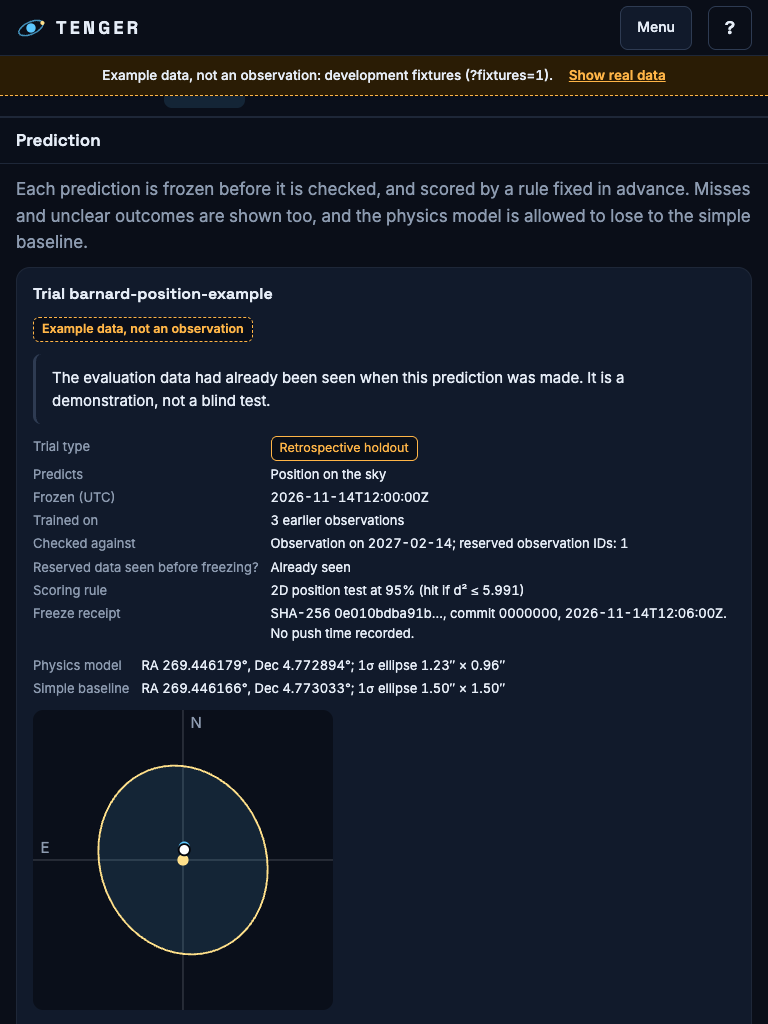 TENGER
Menu
?
Example data, not an observation: development fixtures (?fixtures=1). Show real data
Prediction
Each prediction is frozen before it is checked, and scored by a rule fixed in advance. Misses
and unclear outcomes are shown too, and the physics model is allowed to lose to the simple
baseline.
Trial barnard-position-example
Example data, not an observation
The evaluation data had already been seen when this prediction was made. It is a
demonstration, not a blind test.
Trial type Retrospective holdout
Predicts Position on the sky
Frozen (UTC) 2026-11-14T12:00:00Z
Trained on 3 earlier observations
Checked against Observation on 2027-02-14; reserved observation IDs: 1
Reserved data seen before freezing? Already seen
Scoring rule 2D position test at 95% (hit if d² ≤ 5.991)
Freeze receipt SHA-256 0e010bdba91b…, commit 0000000, 2026-11-14T12:06:00Z.
No push time recorded.
Physics model RA 269.446179°, Dec 4.772894°; 1σ ellipse 1.23″ × 0.96″
Simple baseline RA 269.446166°, Dec 4.773033°; 1σ ellipse 1.50″ × 1.50″
N
E